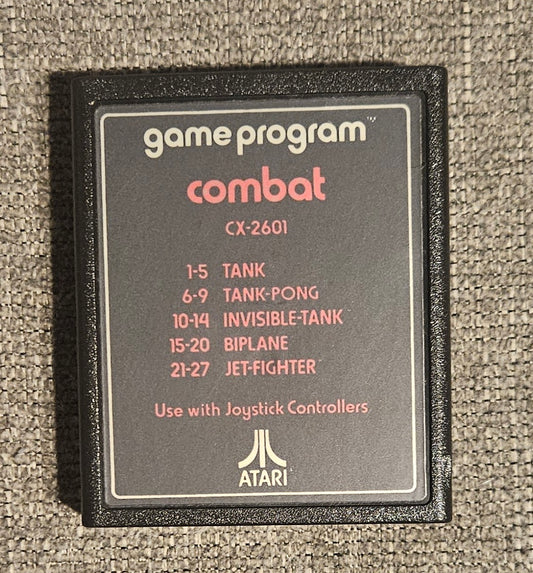 game program™
combat
CX-2601
1-5 TANK
6-9 TANK-PONG
10-14 INVISIBLE-TANK
15-20 BIPLANE
21-27 JET-FIGHTER
Use with Joystick Controllers
ATARI